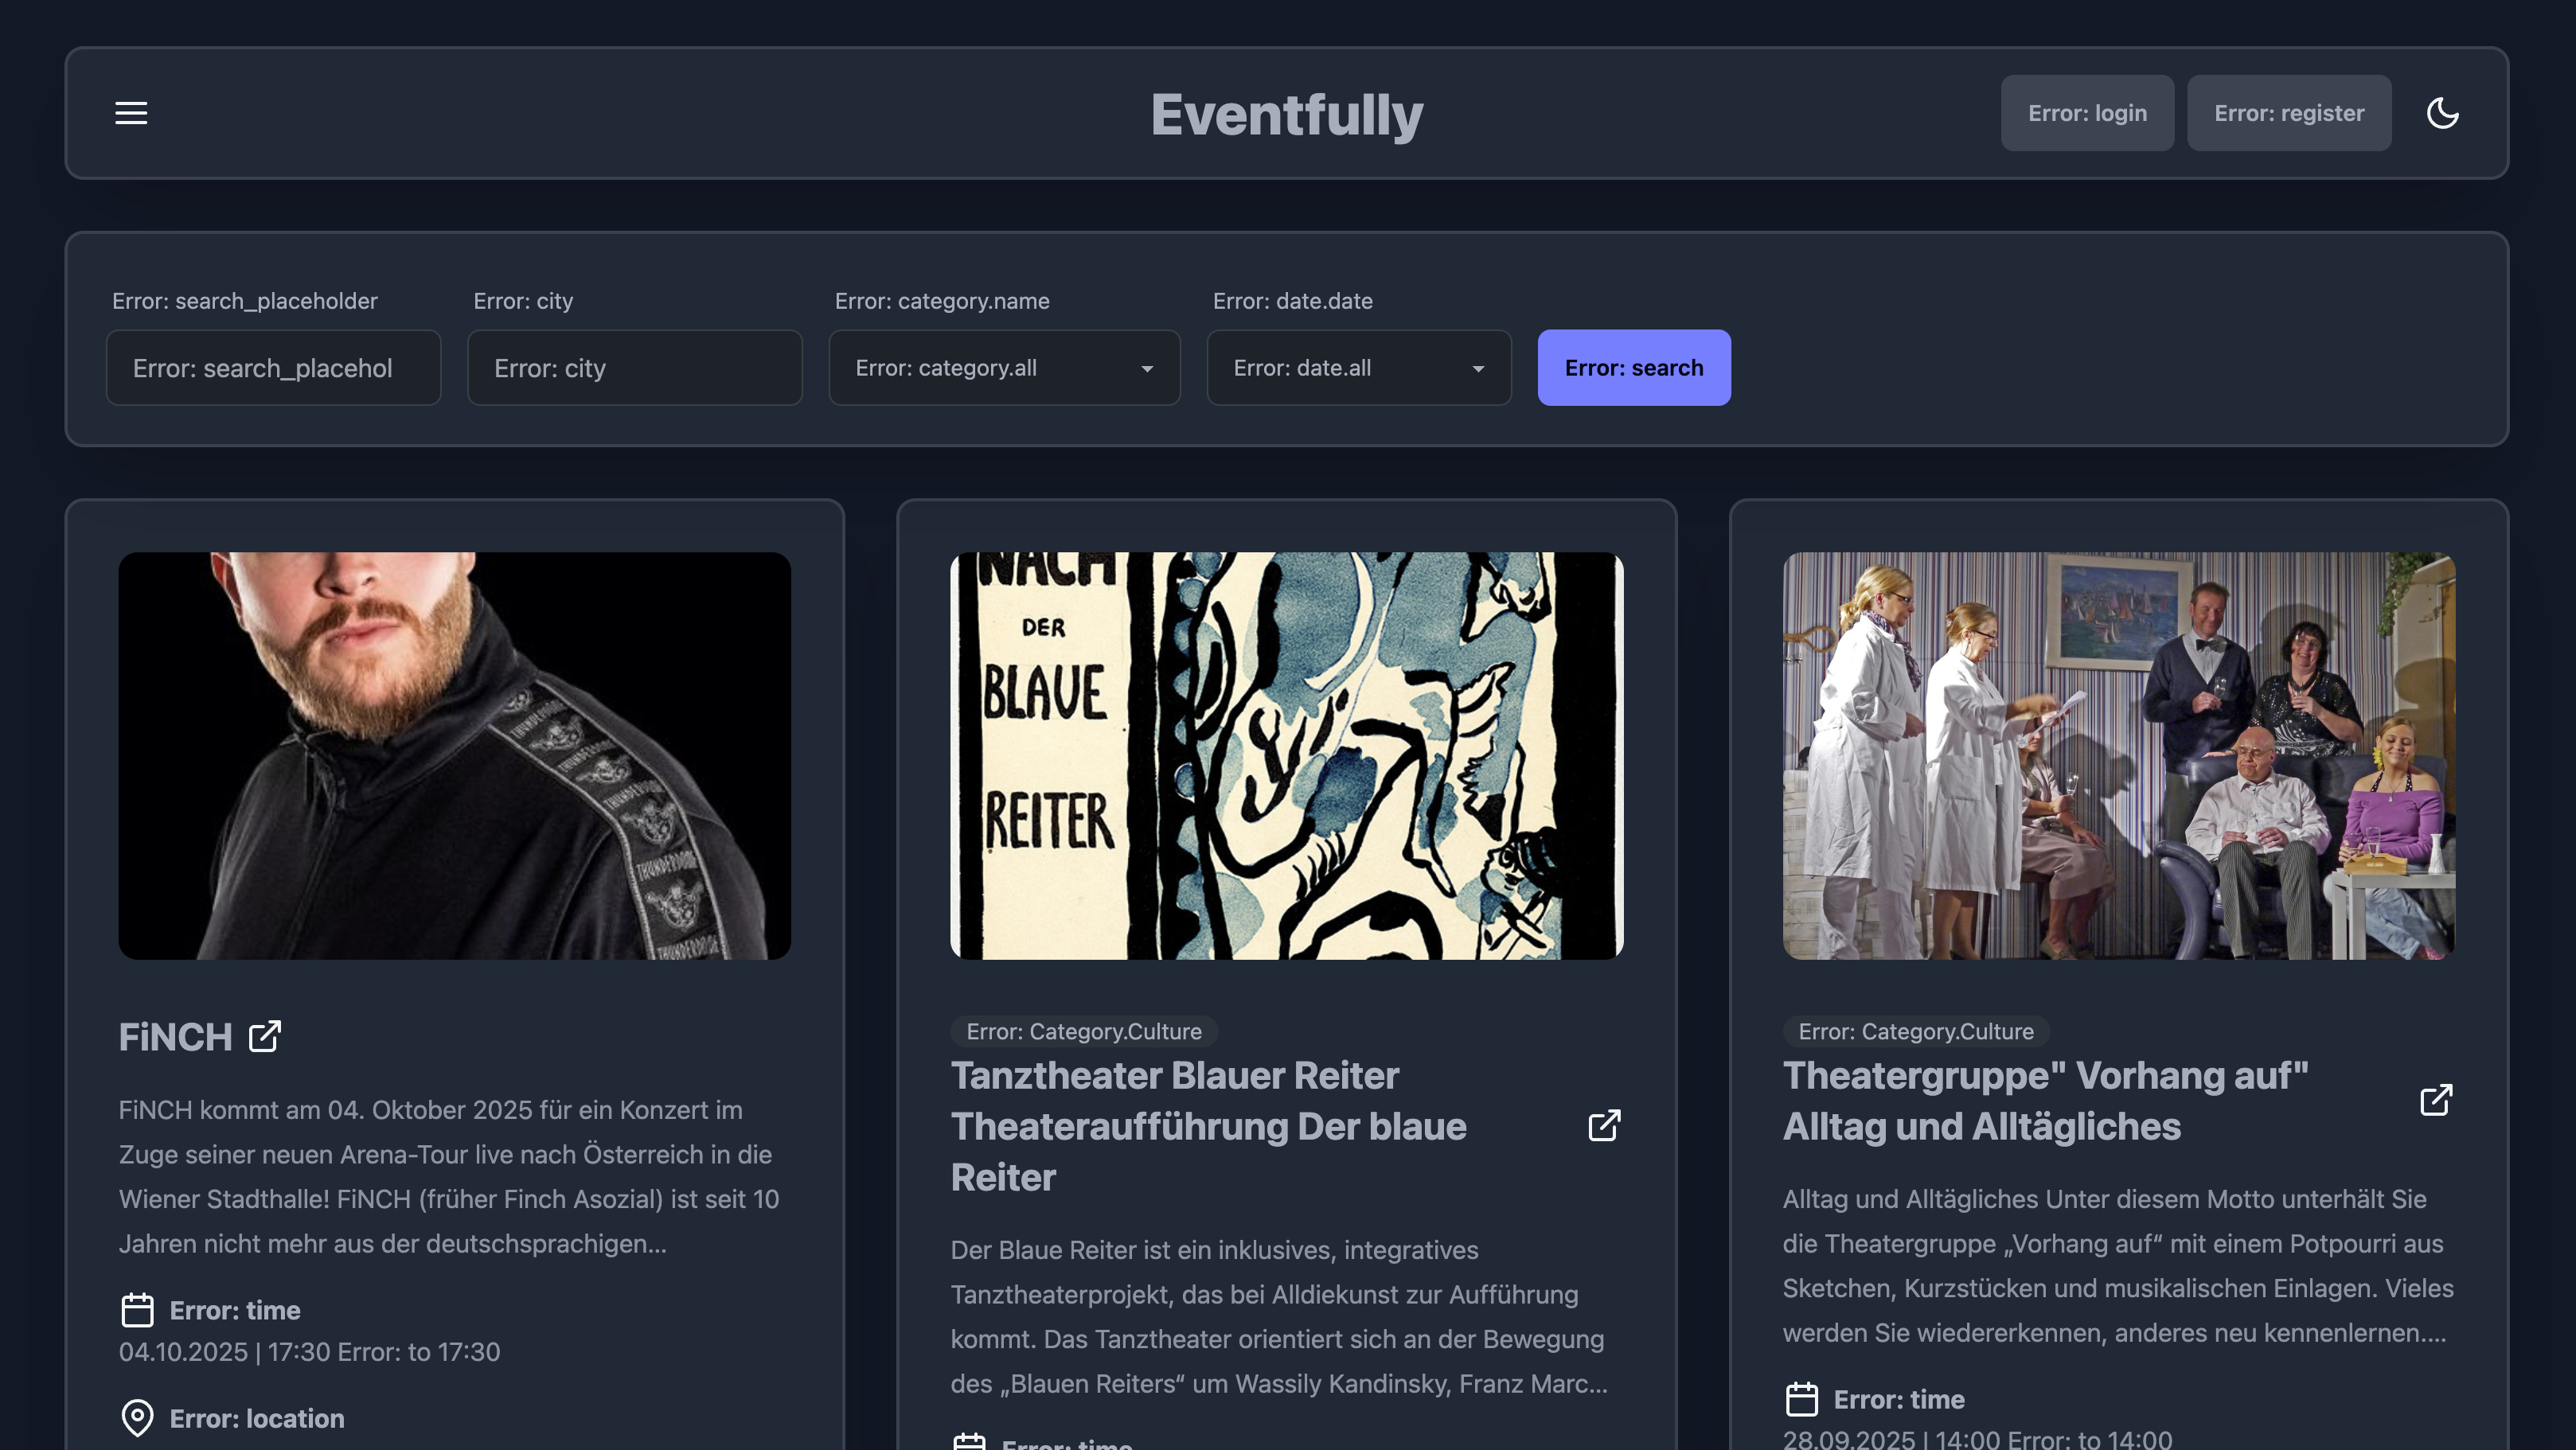 Eventfully
Error: login
Error: register
Error: search_placeholder
Error: city
Error: category.name
Error: date.date
Error: search_placehol
Error: city
Error: category.all
Error: date.all
Error: search
THUNDERDOME
THUNDERDOME
NACH
DER
BLAUE
REITER
FiNCH
FiNCH kommt am 04. Oktober 2025 für ein Konzert im
Zuge seiner neuen Arena-Tour live nach Österreich in die
Wiener Stadthalle! FiNCH (früher Finch Asozial) ist seit 10
Jahren nicht mehr aus der deutschsprachigen...
Error: time
04.10.2025 | 17:30 Error: to 17:30
Error: location
Error: Category.Culture
Tanztheater Blauer Reiter
Theateraufführung Der blaue
Reiter
Der Blaue Reiter ist ein inklusives, integratives
Tanztheaterprojekt, das bei Alldiekunst zur Aufführung
kommt. Das Tanztheater orientiert sich an der Bewegung
des „Blauen Reiters“ um Wassily Kandinsky, Franz Marc...
Error: time
Error: Category.Culture
Theatergruppe" Vorhang auf"
Alltag und Alltägliches
Alltag und Alltägliches Unter diesem Motto unterhält Sie
die Theatergruppe „Vorhang auf“ mit einem Potpourri aus
Sketchen, Kurzstücken und musikalischen Einlagen. Vieles
werden Sie wiedererkennen, anderes neu kennenlernen....
Error: time
28.09.2025 | 14:00 Error: to 14:00